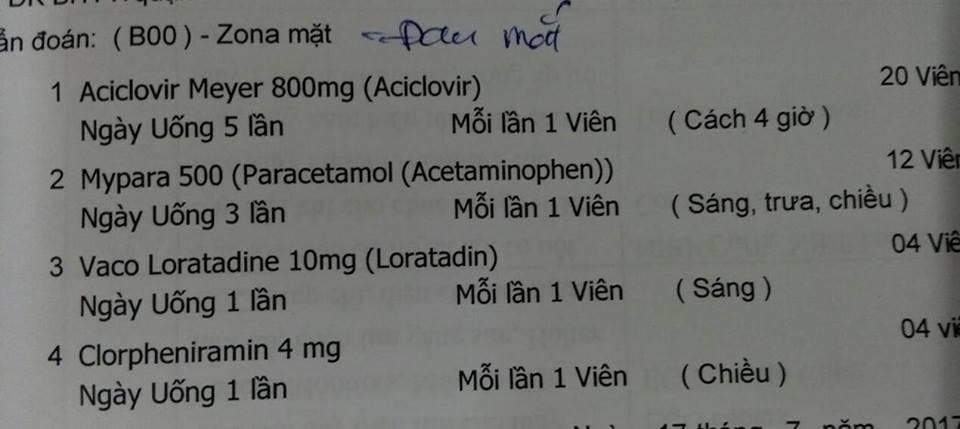 ẩn đoán: ( B00 ) - Zona mặt Đau mắt
1 Aciclovir Meyer 800mg (Aciclovir) 20 Viên
Ngày Uống 5 lần Mỗi lần 1 Viên ( Cách 4 giờ )
2 Mypara 500 (Paracetamol (Acetaminophen)) 12 Viên
Ngày Uống 3 lần Mỗi lần 1 Viên ( Sáng, trưa, chiều )
3 Vaco Loratadine 10mg (Loratadin) 04 Viê
Ngày Uống 1 lần Mỗi lần 1 Viên ( Sáng )
4 Clorpheniramin 4 mg 04 vi
Ngày Uống 1 lần Mỗi lần 1 Viên ( Chiều )
17 tháng 7 năm 2017